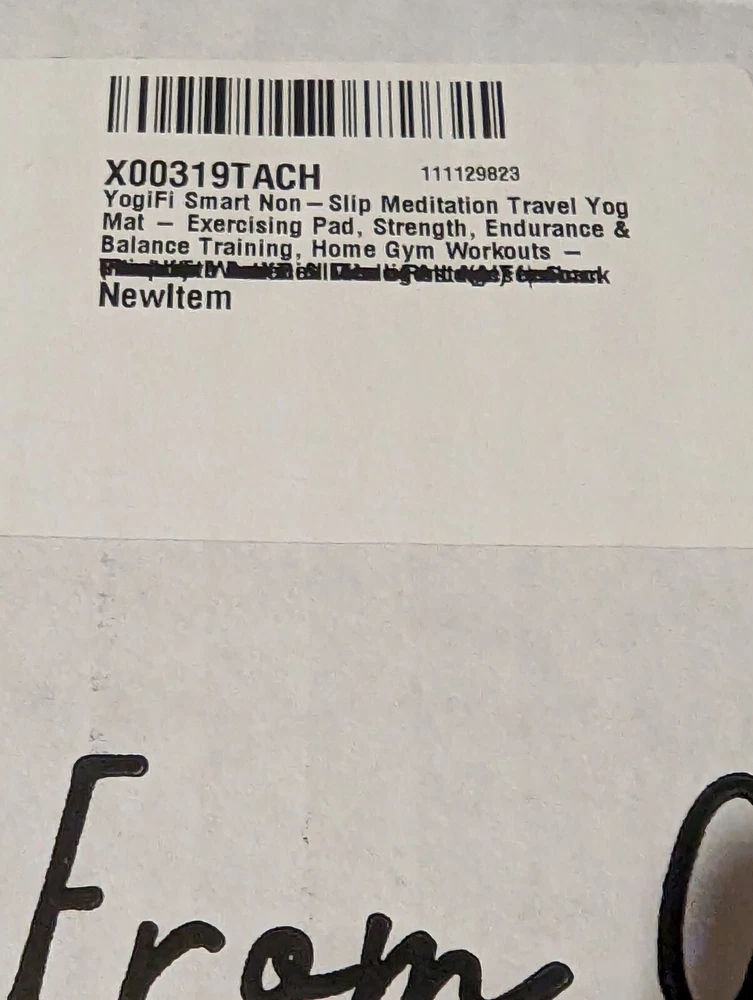 X00319TACH 111129823
YogiFi Smart Non–Slip Meditation Travel Yog
Mat – Exercising Pad, Strength, Endurance &
Balance Training, Home Gym Workouts –
NewItem
From